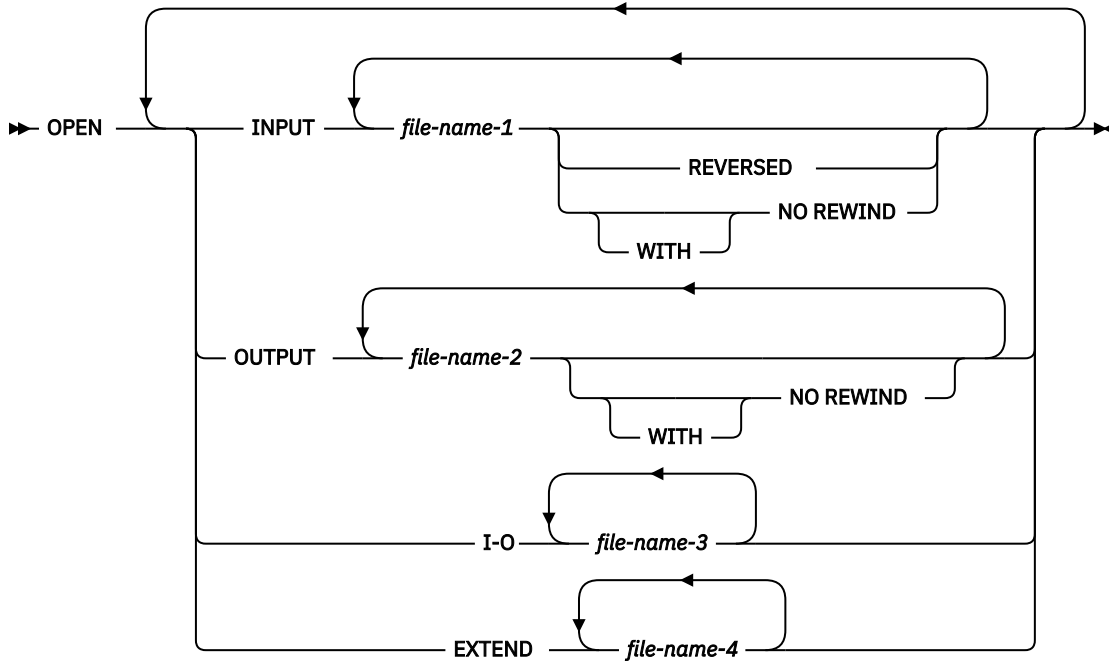 OPEN INPUT file-name-1
REVERSED
NO REWIND
WITH
OUTPUT file-name-2
NO REWIND
WITH
I-O file-name-3
EXTEND file-name-4